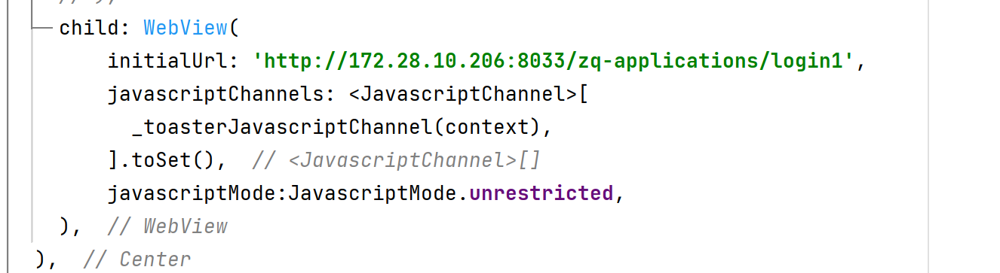 child: WebView(
initialUrl: 'http://172.28.10.206:8033/zq-applications/login1',
javascriptChannels: <JavascriptChannel>[
_toasterJavascriptChannel(context),
].toSet(),  // <JavascriptChannel>[]
javascriptMode:JavascriptMode.unrestricted,
),  // WebView
),  // Center